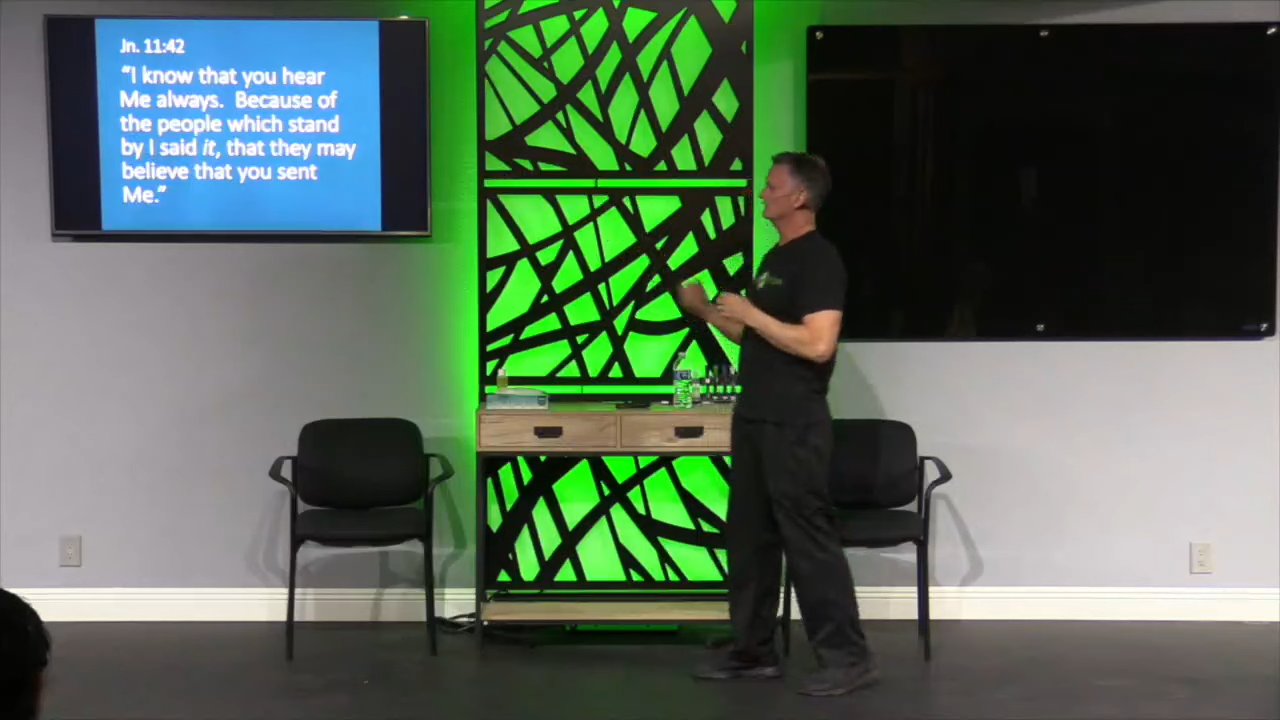 Jn. 11:42
“I know that you hear
Me always.  Because of
the people which stand
by I said it, that they may
believe that you sent
Me.”